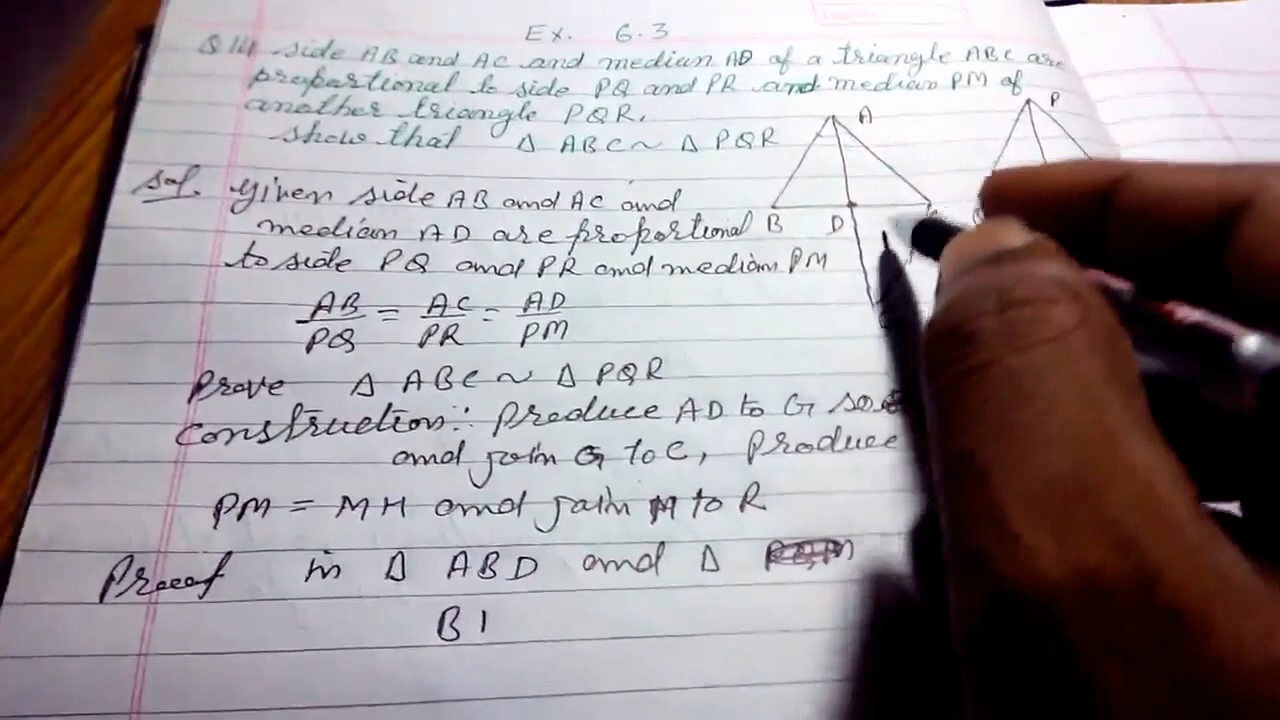 Ex. 6.3
Q 14 side AB and AC and median AD of a triangle ABC are
proportional to side PQ and PR and median PM of
another triangle PQR.
show that Δ ABC ~ Δ PQR
A
P
Sol. Given side AB and AC and
median AD are proportional
B D
to side PQ and PR and median PM
AB/PQ = AC/PR = AD/PM
Prove Δ ABC ~ Δ PQR
Construction: Produce AD to G so
and join G to C, Produce
PM = MH and join M to R
Proof in Δ ABD and Δ
B